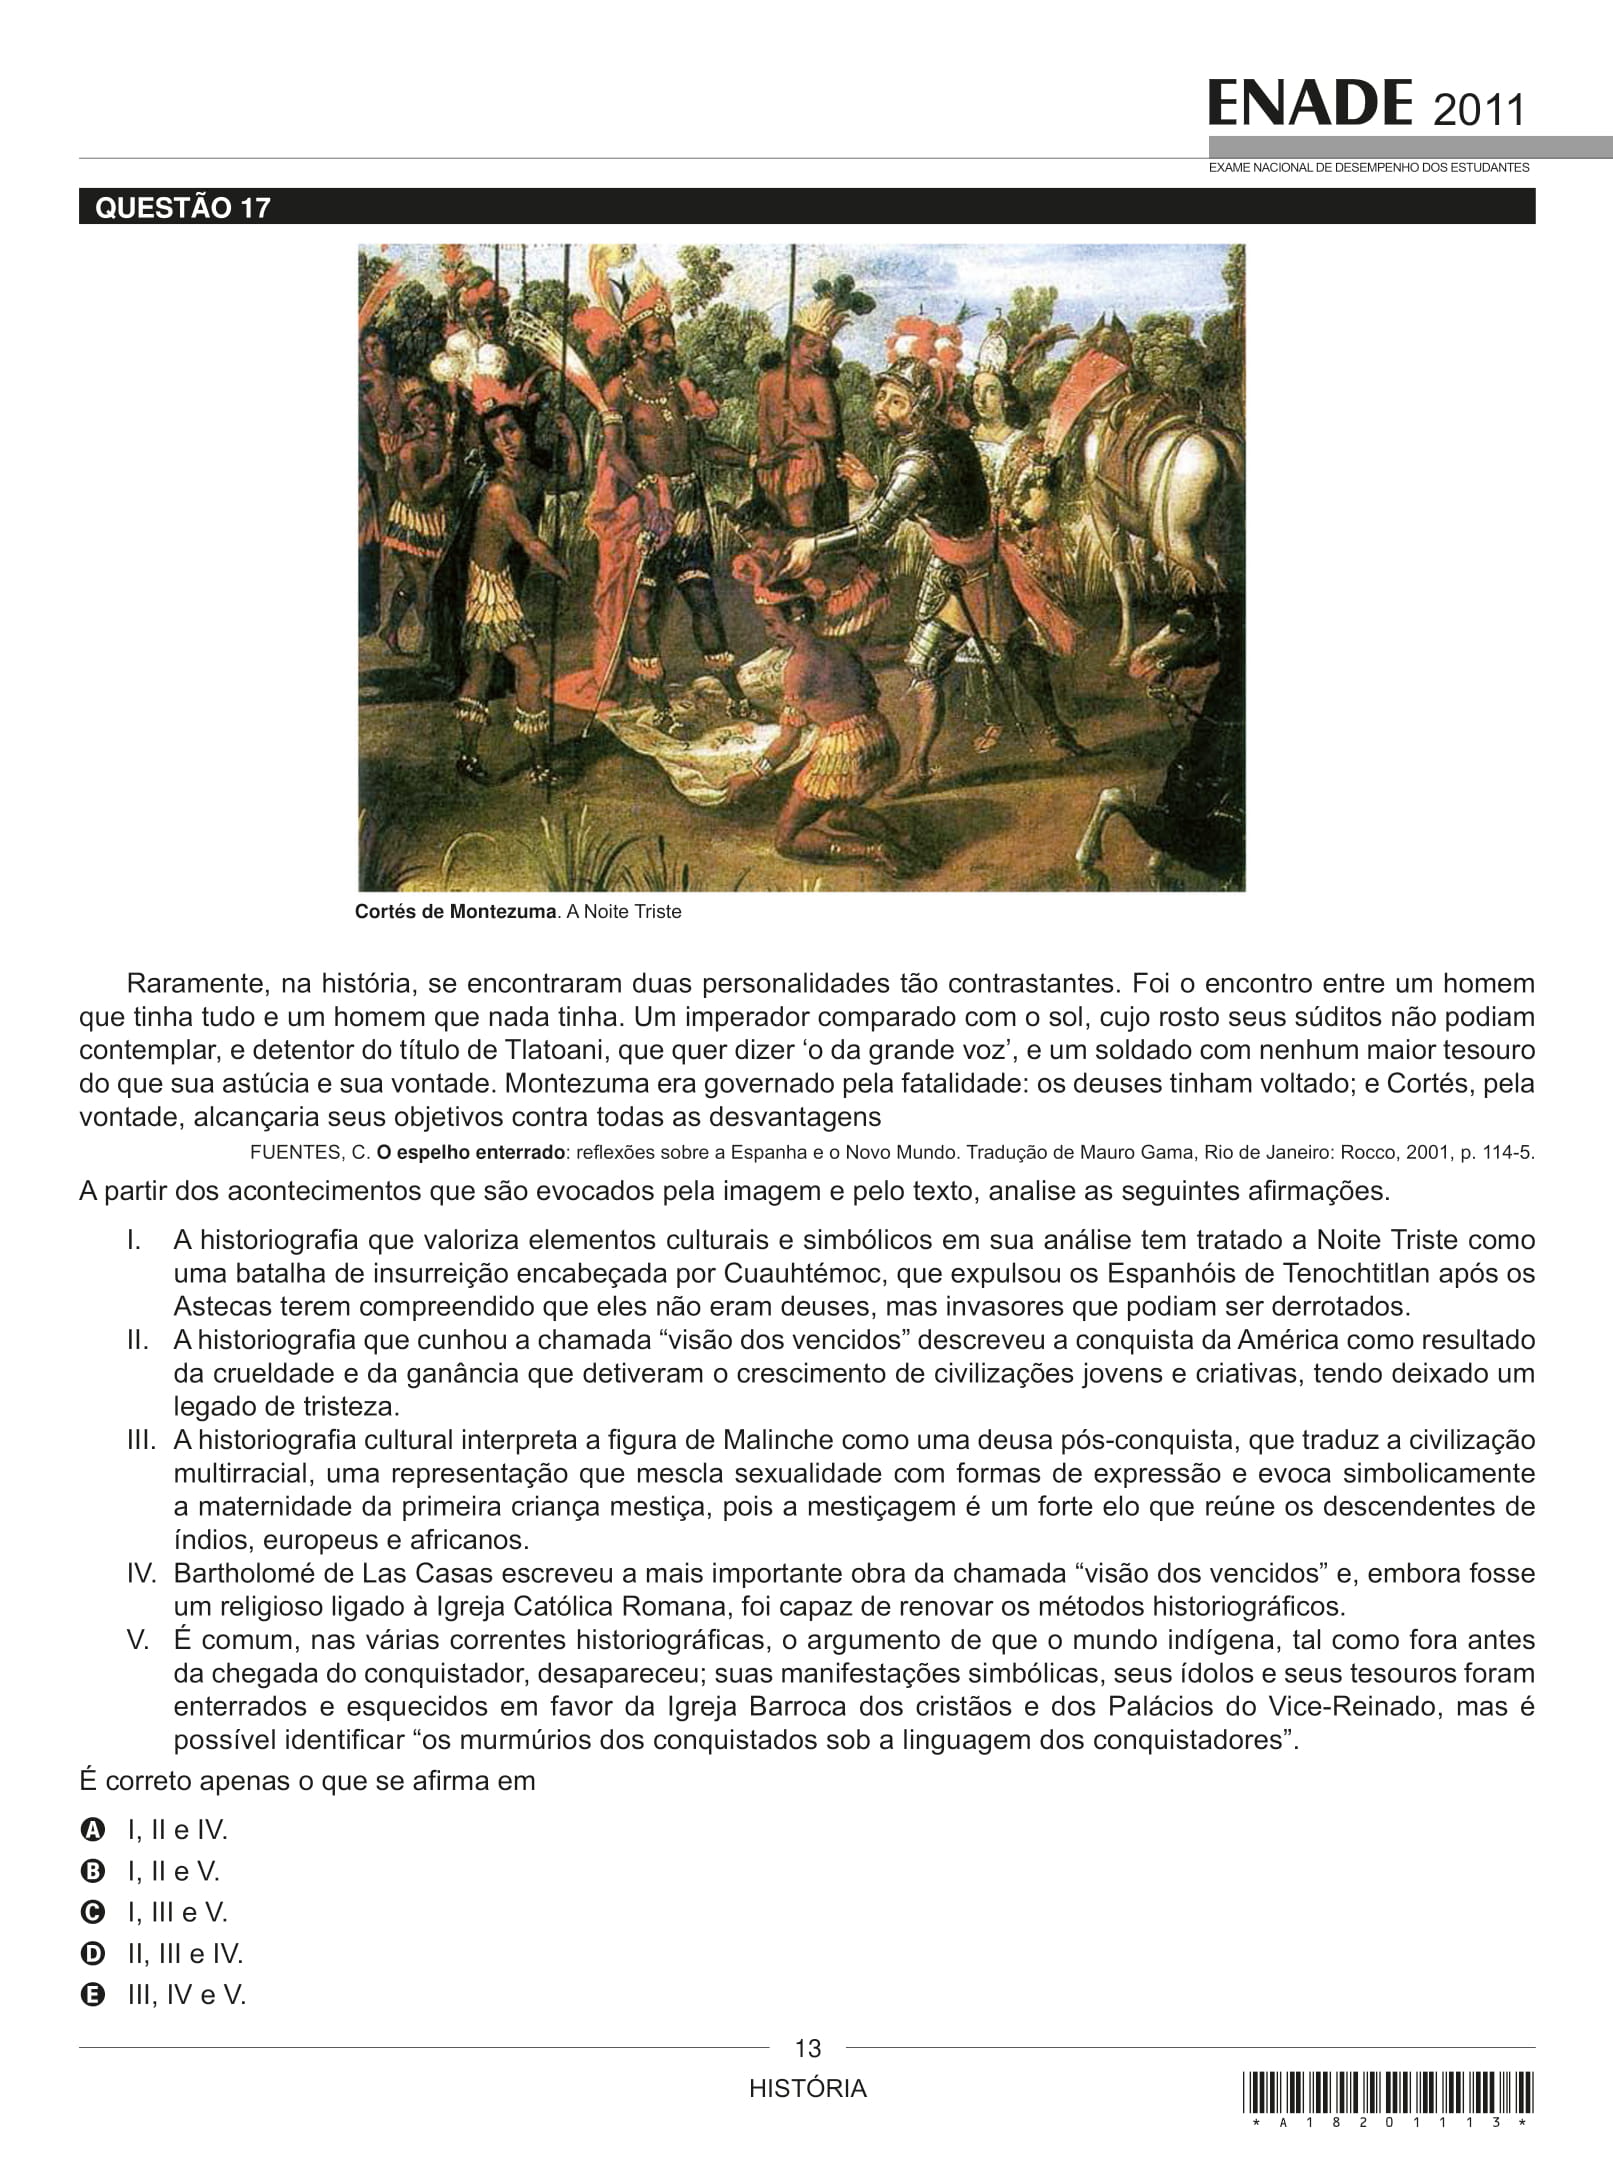 ENADE 2011
EXAME NACIONAL DE DESEMPENHO DOS ESTUDANTES
QUESTÃO 17
Cortés de Montezuma. A Noite Triste
Raramente, na história, se encontraram duas personalidades tão contrastantes. Foi o encontro entre um homem
que tinha tudo e um homem que nada tinha. Um imperador comparado com o sol, cujo rosto seus súditos não podiam
contemplar, e detentor do título de Tlatoani, que quer dizer ‘o da grande voz’, e um soldado com nenhum maior tesouro
do que sua astúcia e sua vontade. Montezuma era governado pela fatalidade: os deuses tinham voltado; e Cortés, pela
vontade, alcançaria seus objetivos contra todas as desvantagens
FUENTES, C. O espelho enterrado: reflexões sobre a Espanha e o Novo Mundo. Tradução de Mauro Gama, Rio de Janeiro: Rocco, 2001, p. 114-5.
A partir dos acontecimentos que são evocados pela imagem e pelo texto, analise as seguintes afirmações.
I. A historiografia que valoriza elementos culturais e simbólicos em sua análise tem tratado a Noite Triste como
uma batalha de insurreição encabeçada por Cuauhtémoc, que expulsou os Espanhóis de Tenochtitlan após os
Astecas terem compreendido que eles não eram deuses, mas invasores que podiam ser derrotados.
II. A historiografia que cunhou a chamada “visão dos vencidos” descreveu a conquista da América como resultado
da crueldade e da ganância que detiveram o crescimento de civilizações jovens e criativas, tendo deixado um
legado de tristeza.
III. A historiografia cultural interpreta a figura de Malinche como uma deusa pós-conquista, que traduz a civilização
multirracial, uma representação que mescla sexualidade com formas de expressão e evoca simbolicamente
a maternidade da primeira criança mestiça, pois a mestiçagem é um forte elo que reúne os descendentes de
índios, europeus e africanos.
IV. Bartholomé de Las Casas escreveu a mais importante obra da chamada “visão dos vencidos” e, embora fosse
um religioso ligado à Igreja Católica Romana, foi capaz de renovar os métodos historiográficos.
V. É comum, nas várias correntes historiográficas, o argumento de que o mundo indígena, tal como fora antes
da chegada do conquistador, desapareceu; suas manifestações simbólicas, seus ídolos e seus tesouros foram
enterrados e esquecidos em favor da Igreja Barroca dos cristãos e dos Palácios do Vice-Reinado, mas é
possível identificar “os murmúrios dos conquistados sob a linguagem dos conquistadores”.
É correto apenas o que se afirma em
A I, II e IV.
B I, II e V.
C I, III e V.
D II, III e IV.
E III, IV e V.
13
HISTÓRIA
*A18201113*